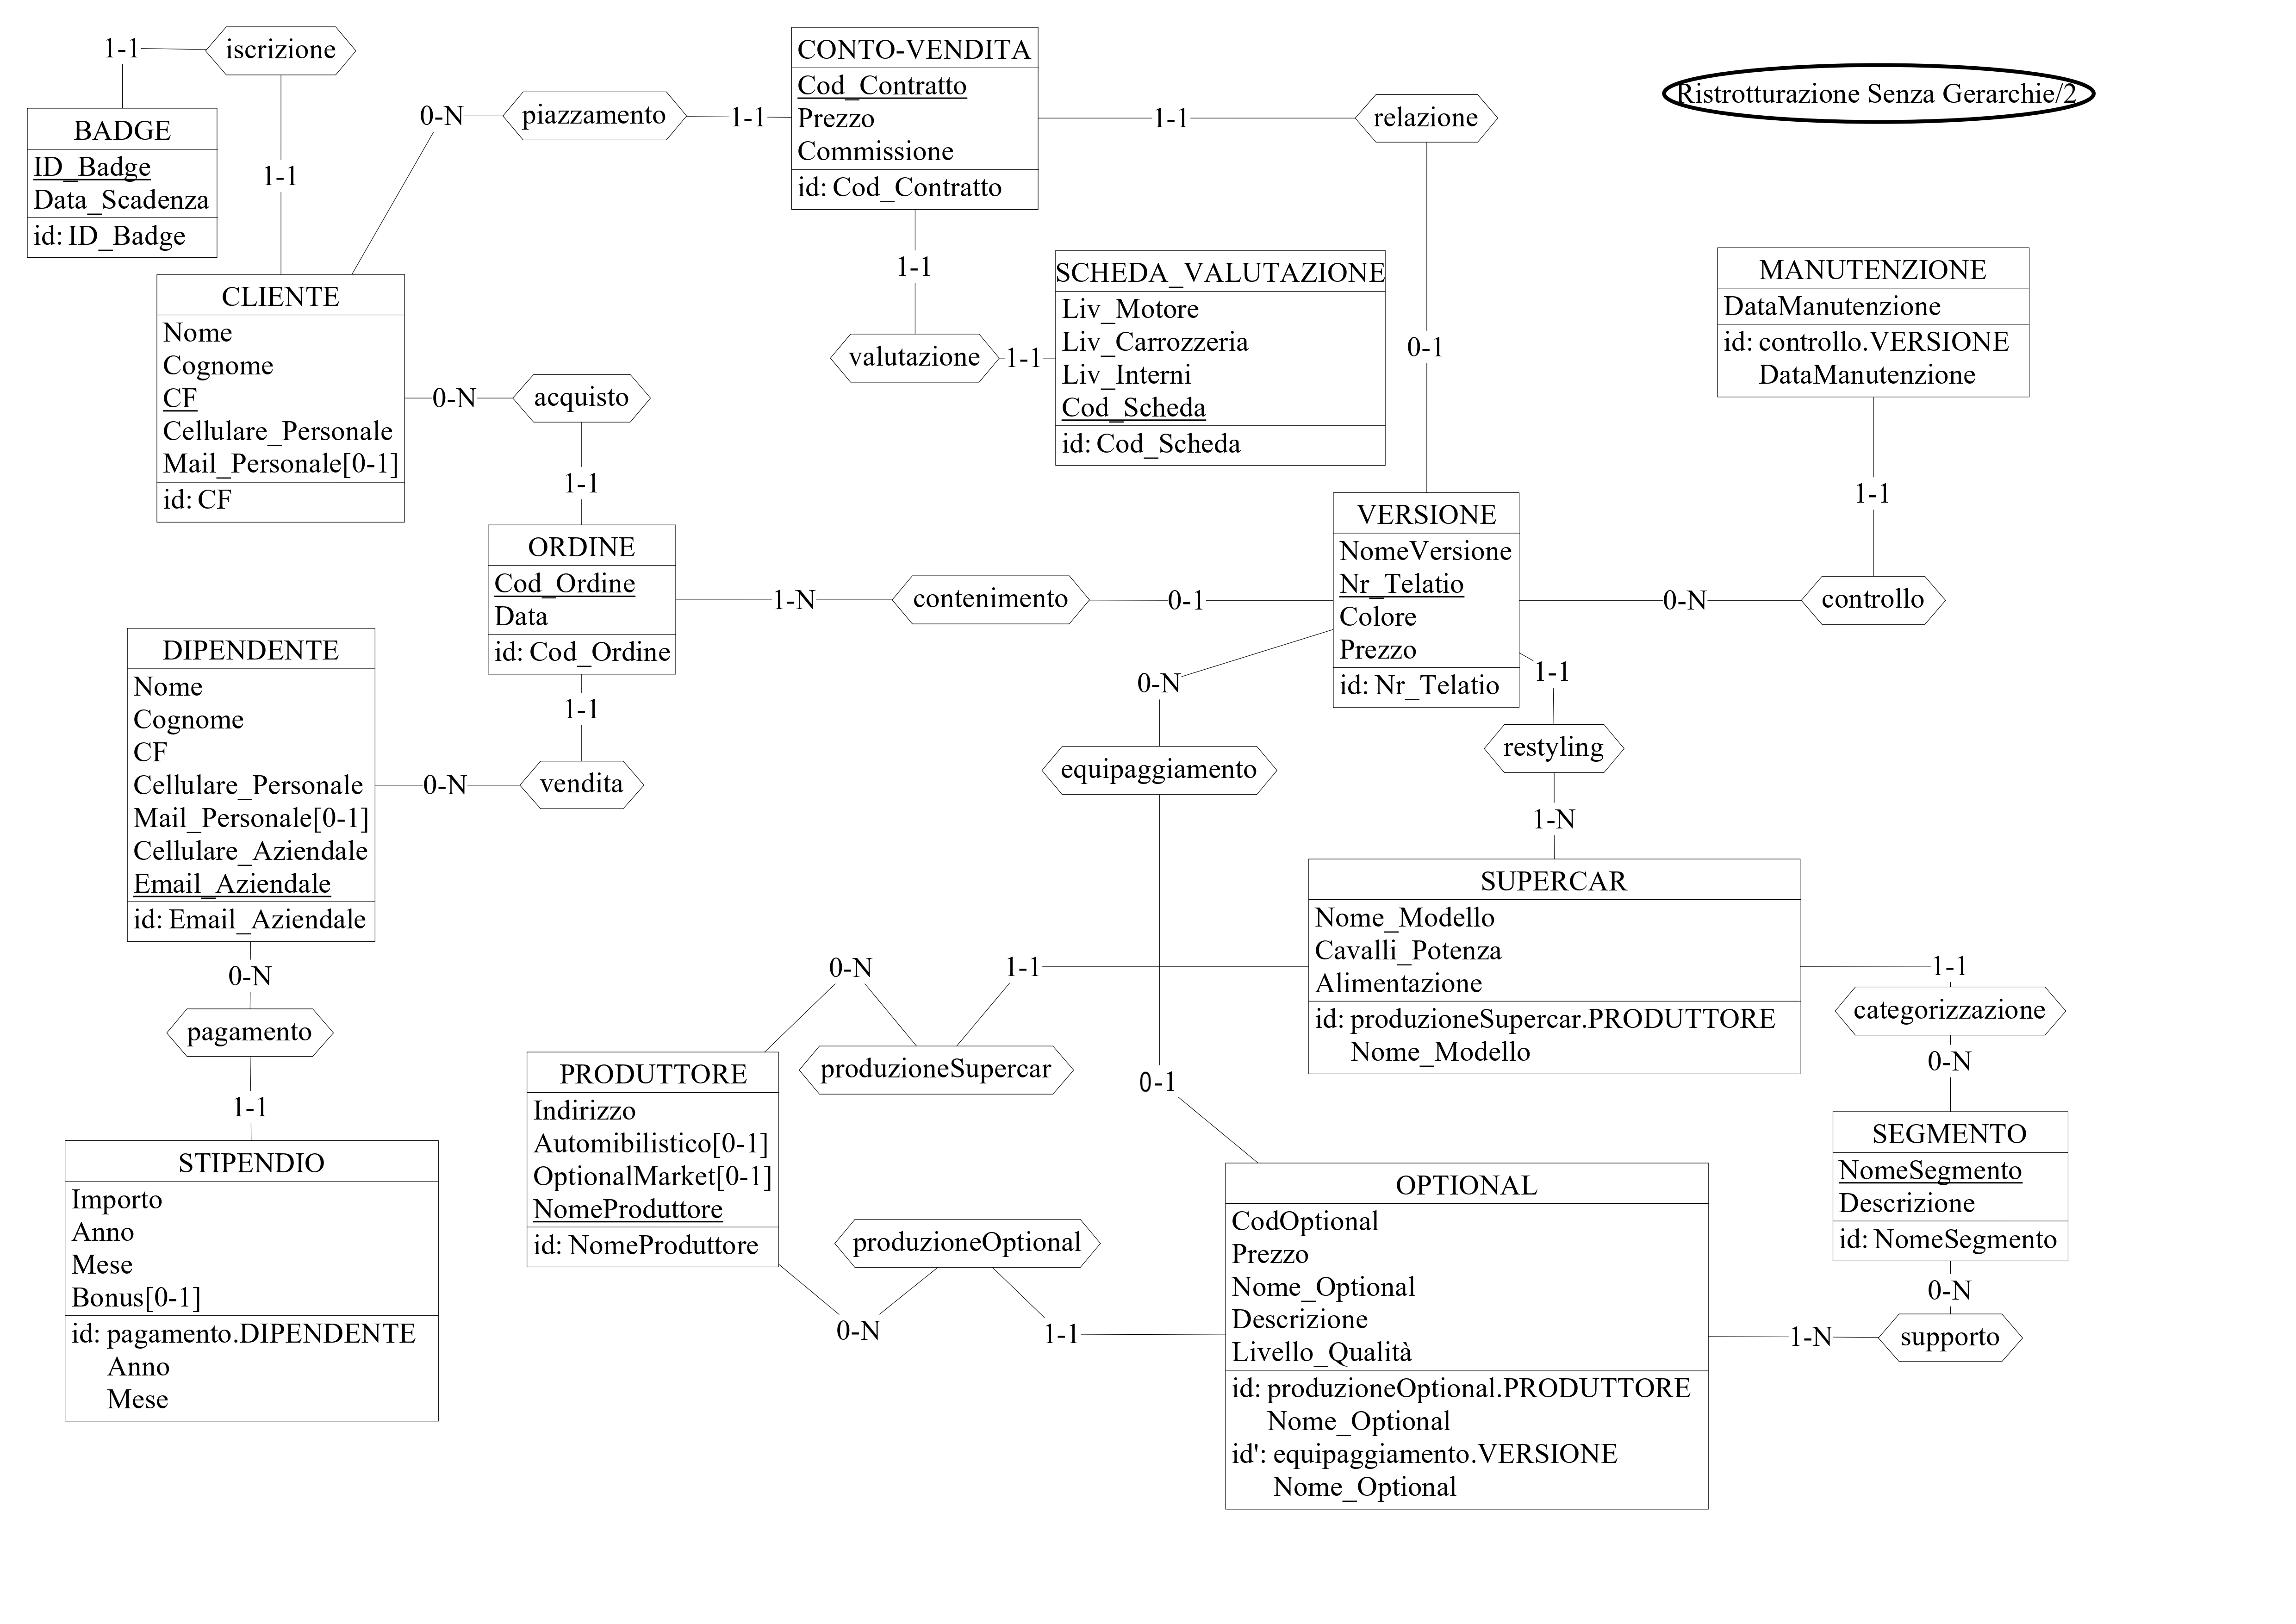 1-1
iscrizione
BADGE
ID_Badge
Data_Scadenza
id: ID_Badge
1-1
0-N
piazzamento
1-1
CONTO-VENDITA
Cod_Contratto
Prezzo
Commissione
id: Cod_Contratto
1-1
relazione
Ristrotturazione Senza Gerarchie/2
CLIENTE
Nome
Cognome
CF
Cellulare_Personale
Mail_Personale[0-1]
id: CF
1-1
valutazione
1-1
SCHEDA_VALUTAZIONE
Liv_Motore
Liv_Carrozzeria
Liv_Interni
Cod_Scheda
id: Cod_Scheda
0-1
MANUTENZIONE
DataManutenzione
id: controllo.VERSIONE
DataManutenzione
1-1
0-N
acquisto
1-1
ORDINE
Cod_Ordine
Data
id: Cod_Ordine
1-N
contenimento
0-1
VERSIONE
NomeVersione
Nr_Telatio
Colore
Prezzo
id: Nr_Telatio
0-N
controllo
DIPENDENTE
Nome
Cognome
CF
Cellulare_Personale
Mail_Personale[0-1]
Cellulare_Aziendale
Email_Aziendale
id: Email_Aziendale
1-1
0-N
vendita
0-N
equipaggiamento
1-1
restyling
1-N
SUPERCAR
Nome_Modello
Cavalli_Potenza
Alimentazione
id: produzioneSupercar.PRODUTTORE
Nome_Modello
0-N
pagamento
1-1
STIPENDIO
Importo
Anno
Mese
Bonus[0-1]
id: pagamento.DIPENDENTE
Anno
Mese
0-N
1-1
produzioneSupercar
PRODUTTORE
Indirizzo
Automibilistico[0-1]
OptionalMarket[0-1]
NomeProduttore
id: NomeProduttore
0-1
1-1
categorizzazione
0-N
SEGMENTO
NomeSegmento
Descrizione
id: NomeSegmento
0-N
supporto
1-N
produzioneOptional
0-N
1-1
OPTIONAL
CodOptional
Prezzo
Nome_Optional
Descrizione
Livello_Qualità
id: produzioneOptional.PRODUTTORE
Nome_Optional
id': equipaggiamento.VERSIONE
Nome_Optional